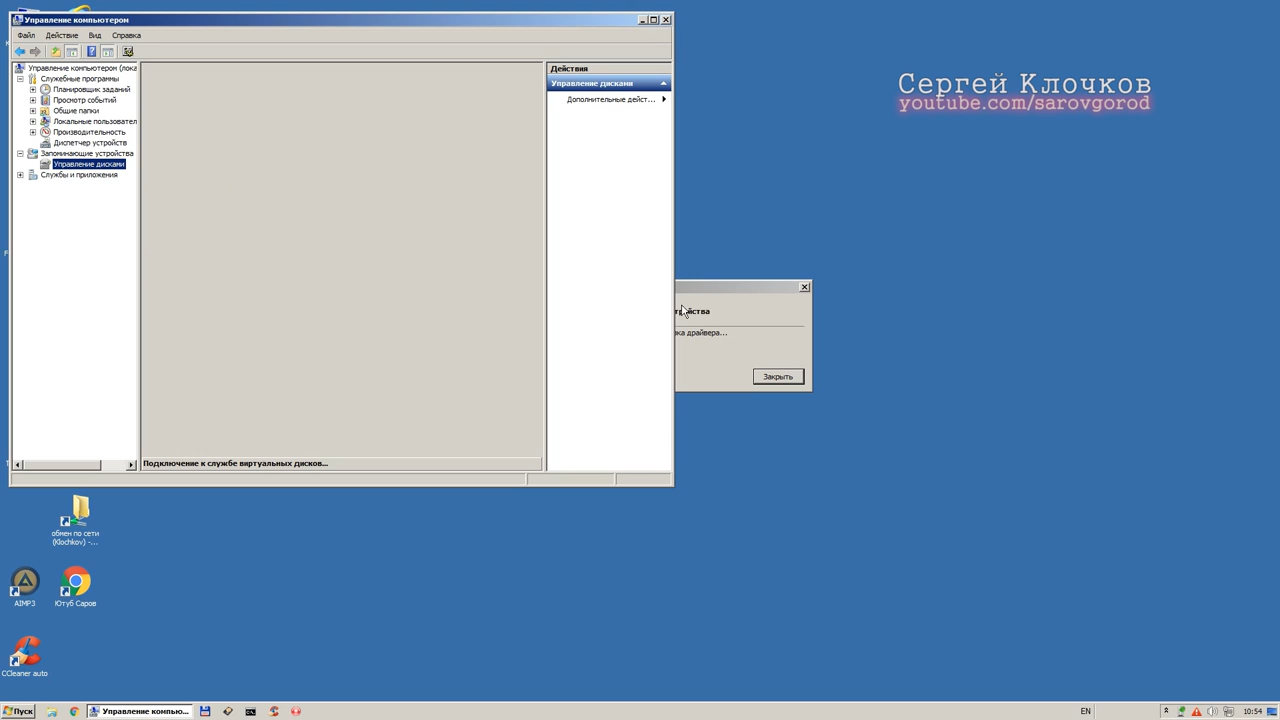 Управление компьютером
Файл Действие Вид Справка
Управление компьютером (лока
Служебные программы
Планировщик заданий
Просмотр событий
Общие папки
Локальные пользовател
Производительность
Диспетчер устройств
Запоминающие устройства
Управление дисками
Службы и приложения
Подключение к службе виртуальных дисков...
Действия
Управление дисками
Дополнительные дейст...
Сергей Клочков
youtube.com/sarovgorod
ка драйвера...
Закрыть
обмен по сети
(Klochkov) -...
AIMP3
Ютуб Саров
CCleaner auto
Пуск
Управление компью...
EN
10:54